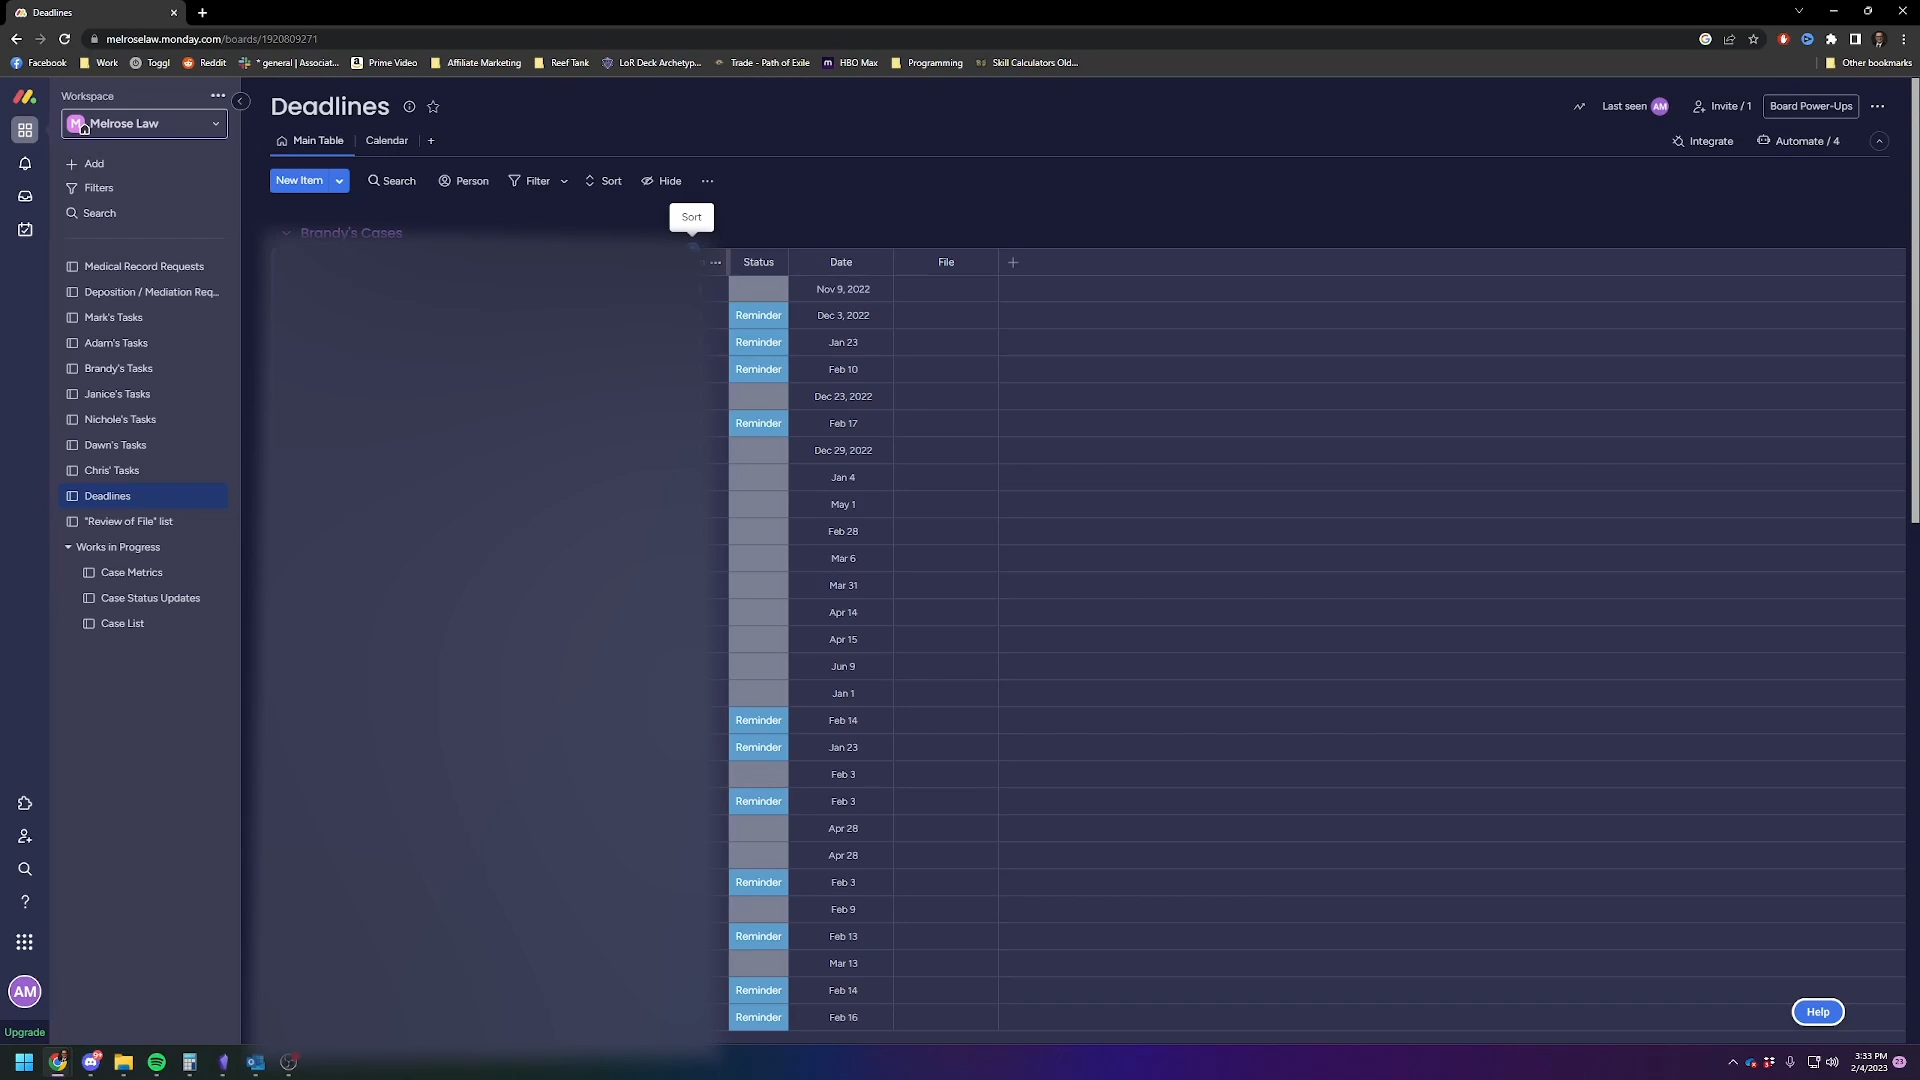 Deadlines
melroselaw.monday.com/boards/1920809271
Facebook Work Toggl Reddit * general | Associat... Prime Video Affiliate Marketing Reef Tank LoR Deck Archetyp... Trade - Path of Exile HBO Max Programming Skill Calculators Old... Other bookmarks
Workspace
M Melrose Law
Add
Filters
Search
Medical Record Requests
Deposition / Mediation Req...
Mark's Tasks
Adam's Tasks
Brandy's Tasks
Janice's Tasks
Nichole's Tasks
Dawn's Tasks
Chris' Tasks
Deadlines
"Review of File" list
Works in Progress
Case Metrics
Case Status Updates
Case List
AM
Upgrade
Deadlines
Last seen AM Invite / 1 Board Power-Ups
Main Table Calendar +
Integrate Automate / 4
New Item Search Person Filter Sort Hide
Sort
Brandy's Cases
Status Date File
Nov 9, 2022
Reminder Dec 3, 2022
Reminder Jan 23
Reminder Feb 10
Dec 23, 2022
Reminder Feb 17
Dec 29, 2022
Jan 4
May 1
Feb 28
Mar 6
Mar 31
Apr 14
Apr 15
Jun 9
Jan 1
Reminder Feb 14
Reminder Jan 23
Feb 3
Reminder Feb 3
Apr 28
Apr 28
Reminder Feb 3
Feb 9
Reminder Feb 13
Mar 13
Reminder Feb 14
Reminder Feb 16
Help
3:33 PM
2/4/2023
23